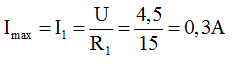 I_max = I_1 = U/R_1 = 4,5/15 = 0,3A